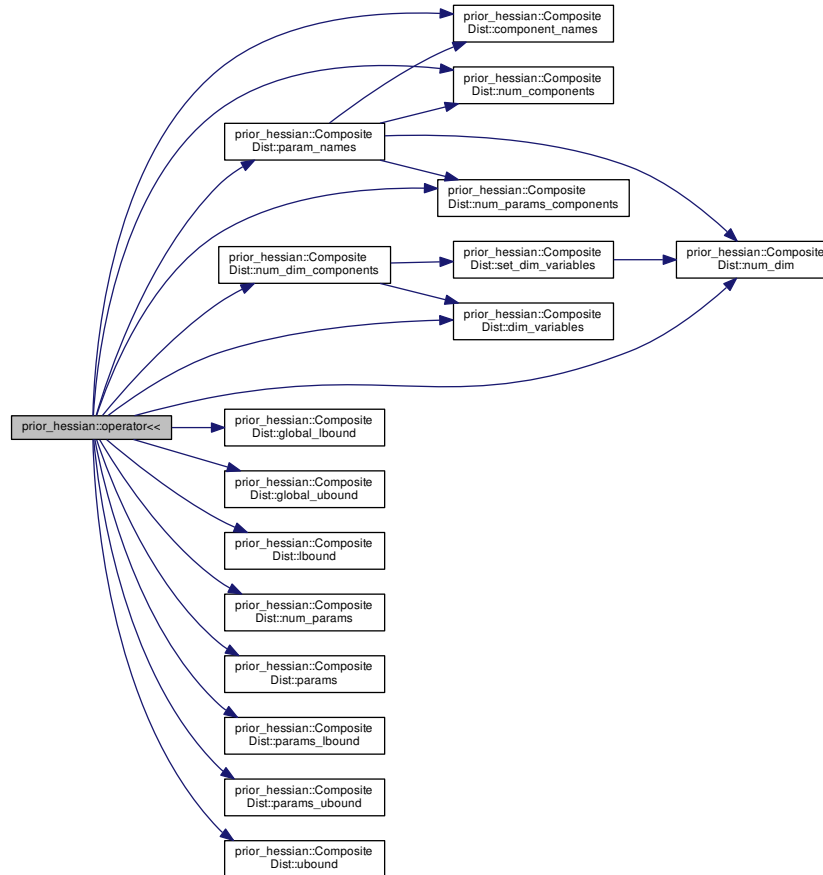 prior_hessian::Composite
Dist::component_names
prior_hessian::Composite
Dist::num_components
prior_hessian::Composite
Dist::param_names
prior_hessian::Composite
Dist::num_params_components
prior_hessian::Composite
Dist::num_dim_components
prior_hessian::Composite
Dist::set_dim_variables
prior_hessian::Composite
Dist::num_dim
prior_hessian::Composite
Dist::dim_variables
prior_hessian::operator<<
prior_hessian::Composite
Dist::global_lbound
prior_hessian::Composite
Dist::global_ubound
prior_hessian::Composite
Dist::lbound
prior_hessian::Composite
Dist::num_params
prior_hessian::Composite
Dist::params
prior_hessian::Composite
Dist::params_lbound
prior_hessian::Composite
Dist::params_ubound
prior_hessian::Composite
Dist::ubound